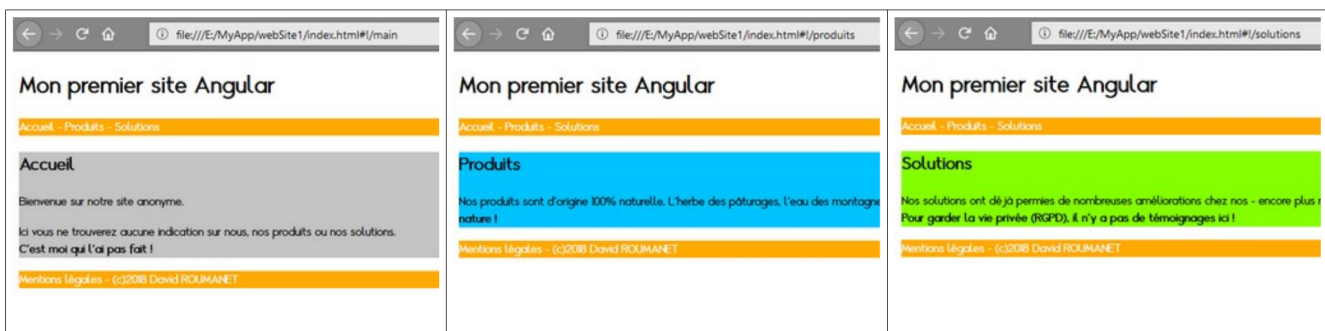 file:///E:/MyApp/webSite1/index.html#!/main
Mon premier site Angular
Accueil - Produits - Solutions
Accueil
Bienvenue sur notre site anonyme.
Ici vous ne trouverez aucune indication sur nous, nos produits ou nos solutions.
C'est moi qui l'ai pas fait !
Mentions légales - (c)2018 David ROUMANET
file:///E:/MyApp/webSite1/index.html#!/produits
Mon premier site Angular
Accueil - Produits - Solutions
Produits
Nos produits sont d'origine 100% naturelle. L'herbe des pâturages, l'eau des montagne
nature !
Mentions légales - (c)2018 David ROUMANET
file:///E:/MyApp/webSite1/index.html#!/solutions
Mon premier site Angular
Accueil - Produits - Solutions
Solutions
Nos solutions ont déjà permies de nombreuses améliorations chez nos - encore plus
Pour garder la vie privée (RGPD), il n'y a pas de témoignages ici !
Mentions légales - (c)2018 David ROUMANET